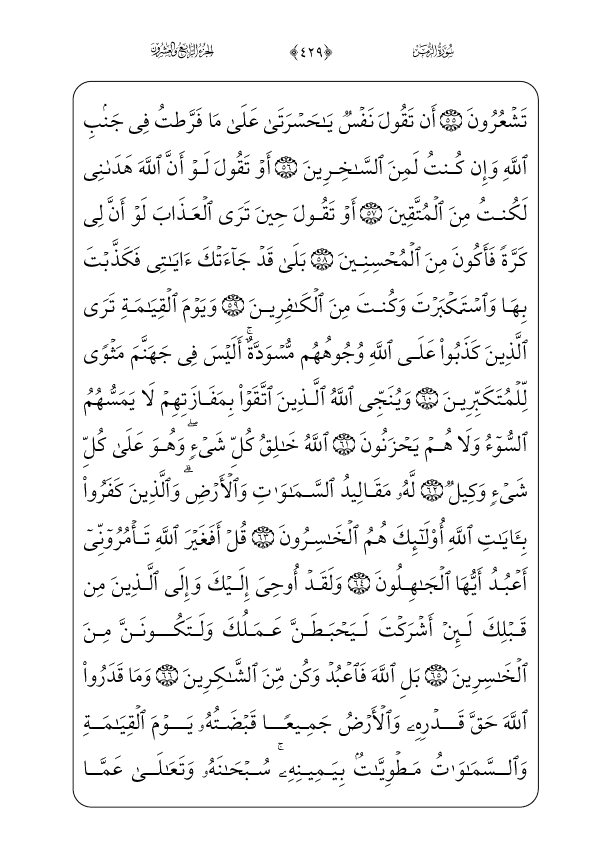 سُورَةُ الزُّمَرِ ﴿٤٢٩﴾ الجُزْءُ الرَّابِعُ وَالعِشْرُونَ
تَشۡعُرُونَ ٥٥ أَن تَقُولَ نَفۡسٞ يَٰحَسۡرَتَىٰ عَلَىٰ مَا فَرَّطتُ فِي جَنۢبِ
ٱللَّهِ وَإِن كُنتُ لَمِنَ ٱلسَّٰخِرِينَ ٥٦ أَوۡ تَقُولَ لَوۡ أَنَّ ٱللَّهَ هَدَىٰنِي
لَكُنتُ مِنَ ٱلۡمُتَّقِينَ ٥٧ أَوۡ تَقُولَ حِينَ تَرَى ٱلۡعَذَابَ لَوۡ أَنَّ لِي
كَرَّةٗ فَأَكُونَ مِنَ ٱلۡمُحۡسِنِينَ ٥٨ بَلَىٰ قَدۡ جَآءَتۡكَ ءَايَٰتِي فَكَذَّبۡتَ
بِهَا وَٱسۡتَكۡبَرۡتَ وَكُنتَ مِنَ ٱلۡكَٰفِرِينَ ٥٩ وَيَوۡمَ ٱلۡقِيَٰمَةِ تَرَى
ٱلَّذِينَ كَذَبُواْ عَلَى ٱللَّهِ وُجُوهُهُم مُّسۡوَدَّةٌۚ أَلَيۡسَ فِي جَهَنَّمَ مَثۡوٗى
لِّلۡمُتَكَبِّرِينَ ٦٠ وَيُنَجِّي ٱللَّهُ ٱلَّذِينَ ٱتَّقَوۡاْ بِمَفَازَتِهِمۡ لَا يَمَسُّهُمُ
ٱلسُّوٓءُ وَلَا هُمۡ يَحۡزَنُونَ ٦١ ٱللَّهُ خَٰلِقُ كُلِّ شَيۡءٖۖ وَهُوَ عَلَىٰ كُلِّ
شَيۡءٖ وَكِيلٞ ٦٢ لَّهُۥ مَقَالِيدُ ٱلسَّمَٰوَٰتِ وَٱلۡأَرۡضِۗ وَٱلَّذِينَ كَفَرُواْ
بِـَٔايَٰتِ ٱللَّهِ أُوْلَٰٓئِكَ هُمُ ٱلۡخَٰسِرُونَ ٦٣ قُلۡ أَفَغَيۡرَ ٱللَّهِ تَأۡمُرُوٓنِّيٓ
أَعۡبُدُ أَيُّهَا ٱلۡجَٰهِلُونَ ٦٤ وَلَقَدۡ أُوحِيَ إِلَيۡكَ وَإِلَى ٱلَّذِينَ مِن
قَبۡلِكَ لَئِنۡ أَشۡرَكۡتَ لَيَحۡبَطَنَّ عَمَلُكَ وَلَتَكُونَنَّ مِنَ
ٱلۡخَٰسِرِينَ ٦٥ بَلِ ٱللَّهَ فَٱعۡبُدۡ وَكُن مِّنَ ٱلشَّٰكِرِينَ ٦٦ وَمَا قَدَرُواْ
ٱللَّهَ حَقَّ قَدۡرِهِۦ وَٱلۡأَرۡضُ جَمِيعٗا قَبۡضَتُهُۥ يَوۡمَ ٱلۡقِيَٰمَةِ
وَٱلسَّمَٰوَٰتُ مَطۡوِيَّٰتُۢ بِيَمِينِهِۦۚ سُبۡحَٰنَهُۥ وَتَعَٰلَىٰ عَمَّا